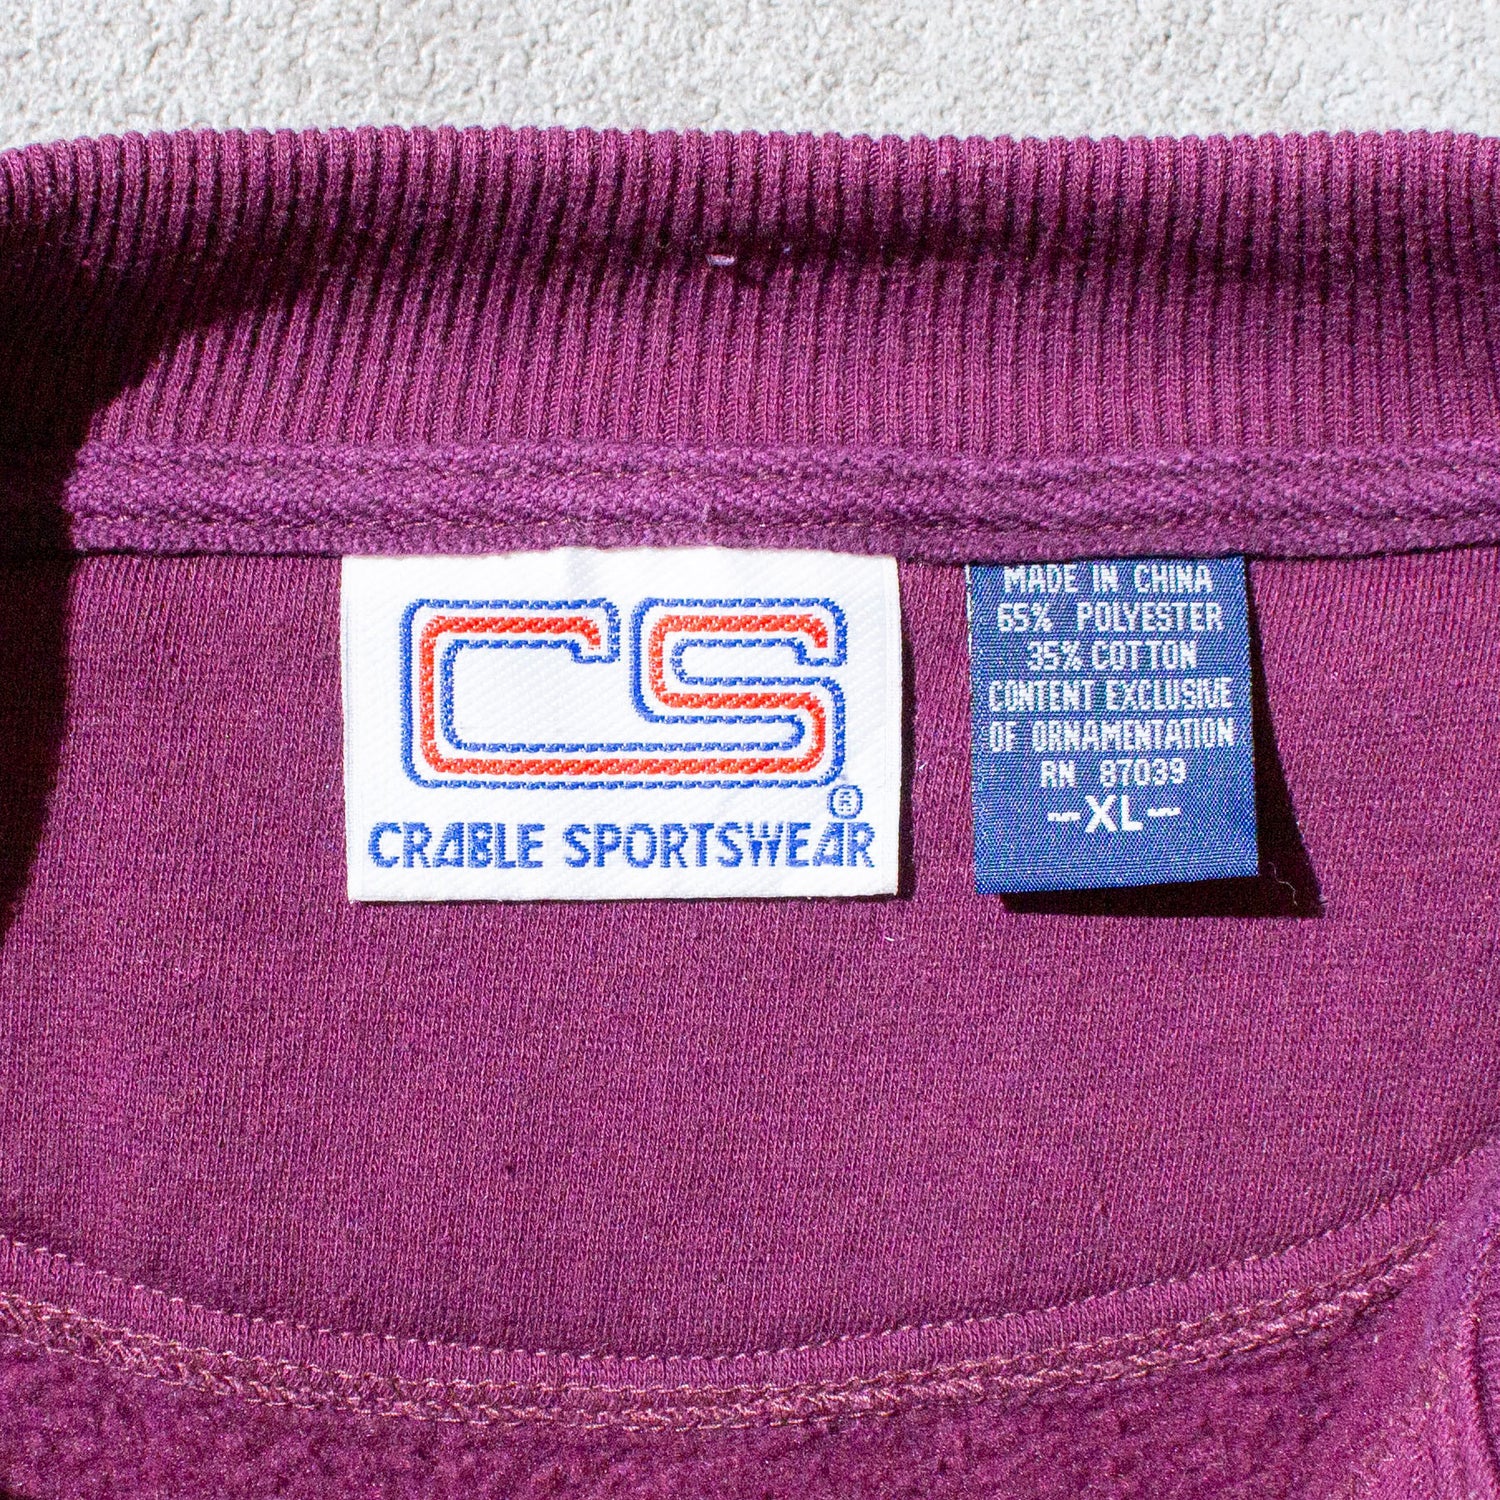 CS
®
CRABLE SPORTSWEAR
MADE IN CHINA
65% POLYESTER
35% COTTON
CONTENT EXCLUSIVE
OF ORNAMENTATION
RN 87039
-XL-